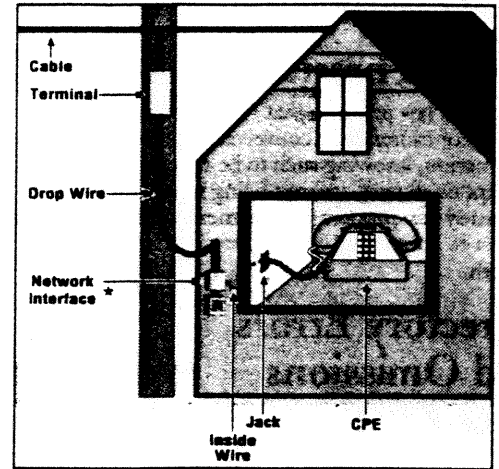 Cable
Terminal
Drop Wire
Network
Interface *
Jack
CPE
Inside
Wire